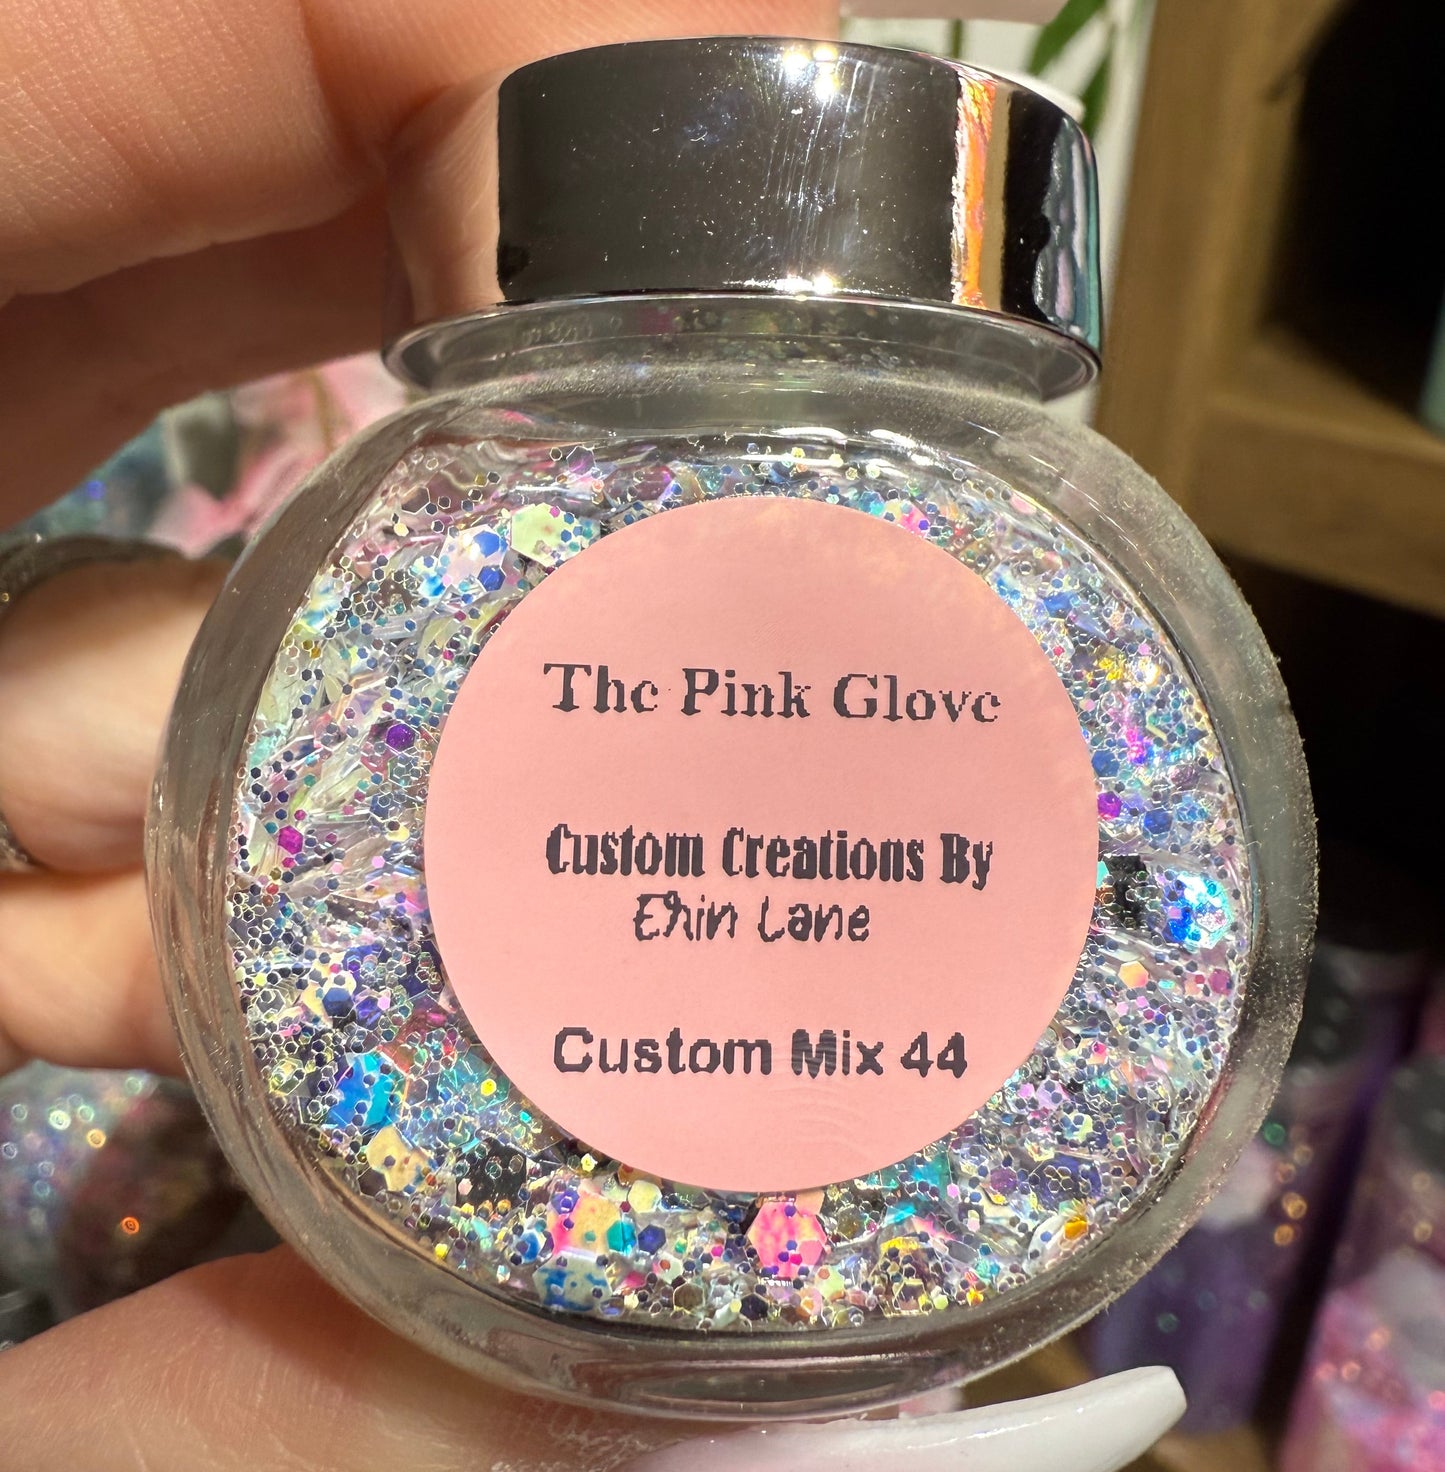 The Pink Glove
Custom Creations By
Erin Lane
Custom Mix 44